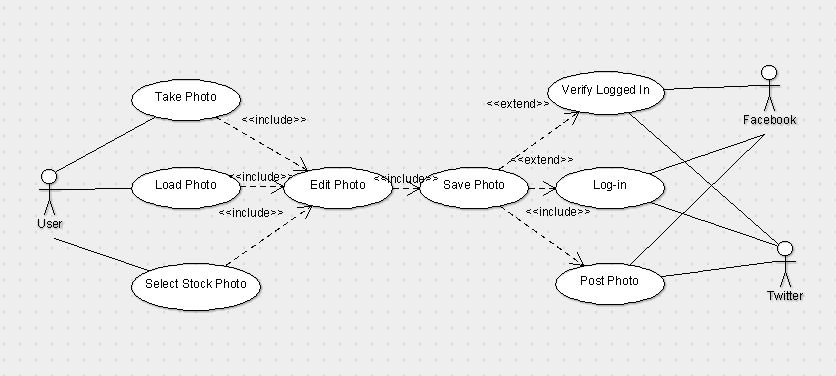 Take Photo
<<include>>
Load Photo
<<include>>
Edit Photo
<<include>>
<<include>>
Select Stock Photo
User
Save Photo
<<extend>>
Verify Logged In
<<extend>>
Log-in
<<include>>
Post Photo
Facebook
Twitter